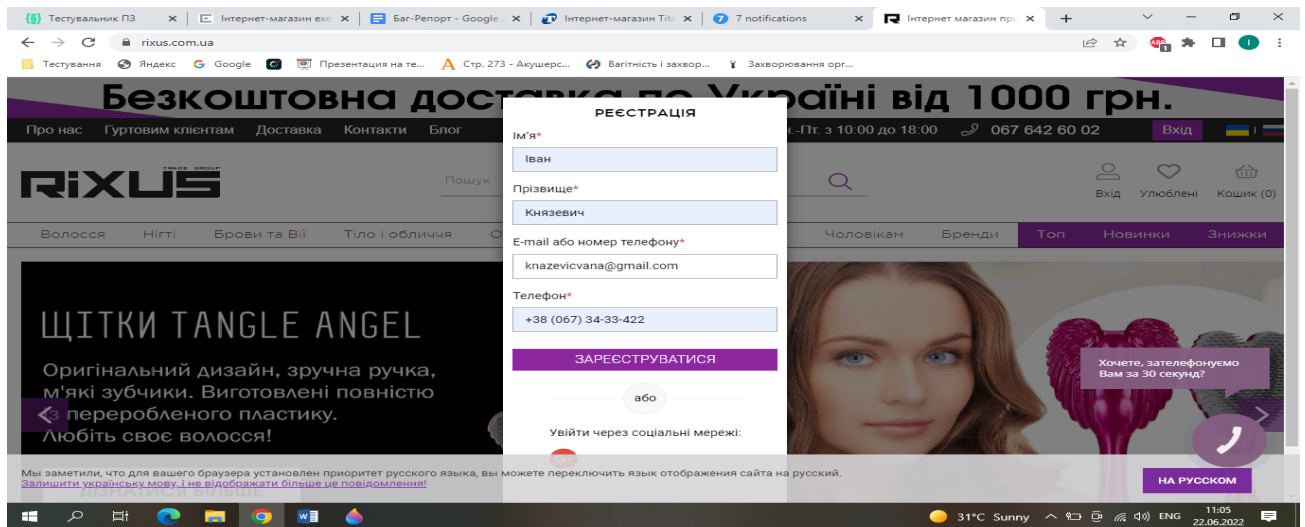 Тестувальник ПЗ
Інтернет-магазин exe
Баг-Репорт - Google
Інтернет-магазин Tita
7 notifications
Інтернет магазин про
rixus.com.ua
Тестування Яндекс Google Презентация на те... Стр. 273 - Акушерс... Вагітність і захвор... Захворювання орг...
Безкоштовна доставка по Україні від 1000 грн.
Про нас Гуртовим клієнтам Доставка Контакти Блог
.-Пт. з 10:00 до 18:00 067 642 60 02 Вхід
TRADE GROUP
RiXUS
Пошук
Вхід Улюблені Кошик (0)
Волосся Нігті Брови та Вії Тіло і обличчя О Чоловікам Бренди Топ Новинки Знижки
РЕЄСТРАЦІЯ
Ім'я*
Іван
Прізвище*
Князевич
E-mail або номер телефону*
knazevicvana@gmail.com
Телефон*
+38 (067) 34-33-422
ЗАРЕЄСТРУВАТИСЯ
або
Увійти через соціальні мережі:
ЩІТКИ TANGLE ANGEL
Оригінальний дизайн, зручна ручка,
м'які зубчики. Виготовлені повністю
з переробленого пластику.
Любіть своє волосся!
ДІЗНАТИСЯ БІЛЬШЕ
Хочете, зателефонуємо
Вам за 30 секунд?
Мы заметили, что для вашего браузера установлен приоритет русского языка, вы можете переключить язык отображения сайта на русский.
Залишити українську мову, і не відображати більше це повідомлення!
НА РУССКОМ
31°C Sunny ENG 11:05
22.06.2022